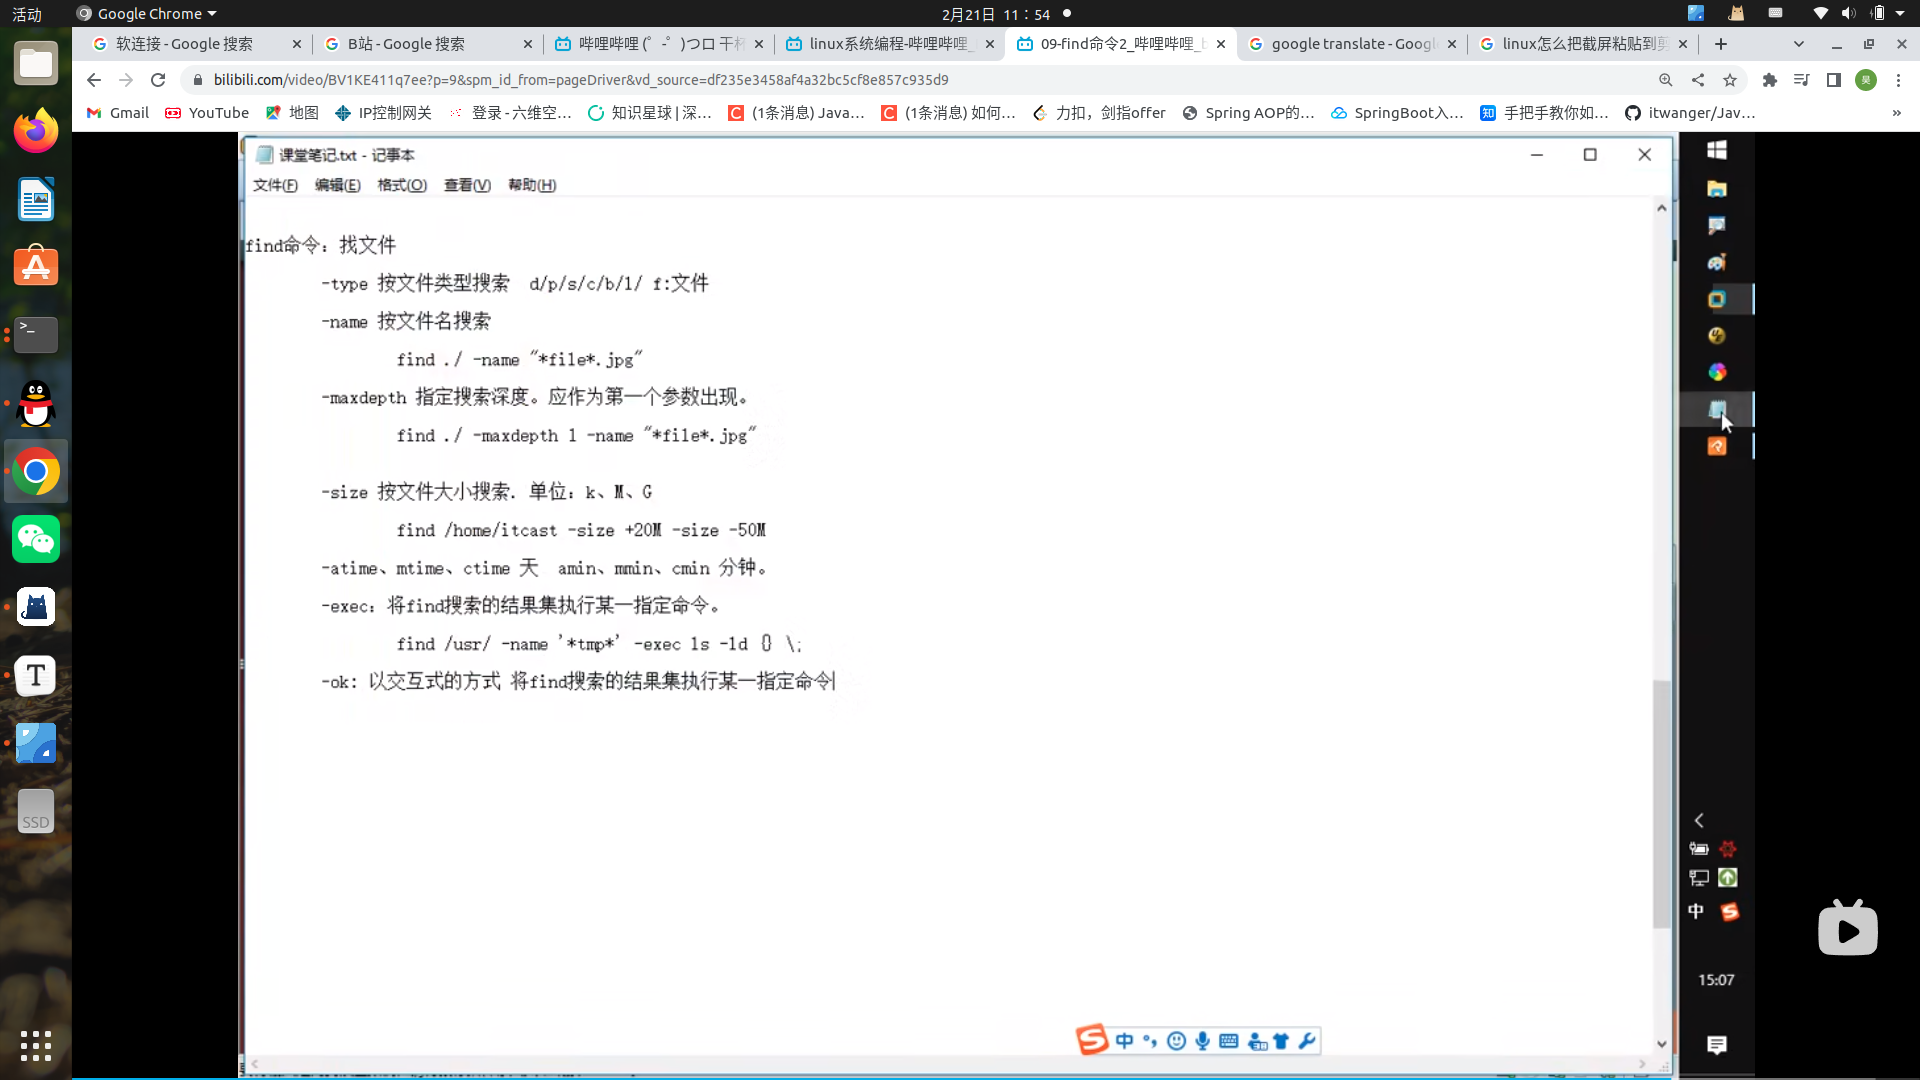 活动
Google Chrome
2月21日 11：54
软连接 - Google 搜索
B站 - Google 搜索
哔哩哔哩 (゜-゜)つロ 干杯
linux系统编程-哔哩哔哩_
09-find命令2_哔哩哔哩_b
google translate - Google
linux怎么把截屏粘贴到剪
bilibili.com/video/BV1KE411q7ee?p=9&spm_id_from=pageDriver&vd_source=df235e3458af4a32bc5cf8e857c935d9
吴
Gmail
YouTube
地图
IP控制网关
登录 - 六维空...
知识星球 | 深...
(1条消息) Java...
(1条消息) 如何...
力扣，剑指offer
Spring AOP的...
SpringBoot入...
手把手教你如...
itwanger/Jav...
»
课堂笔记.txt - 记事本
文件(F) 编辑(E) 格式(O) 查看(V) 帮助(H)
find命令：找文件
-type 按文件类型搜索 d/p/s/c/b/l/ f:文件
-name 按文件名搜索
find ./ -name "*file*.jpg"
-maxdepth 指定搜索深度。应作为第一个参数出现。
find ./ -maxdepth 1 -name "*file*.jpg"
-size 按文件大小搜索. 单位：k、M、G
find /home/itcast -size +20M -size -50M
-atime、mtime、ctime 天 amin、mmin、cmin 分钟。
-exec：将find搜索的结果集执行某一指定命令。
find /usr/ -name '*tmp*' -exec ls -ld {} \;
-ok: 以交互式的方式 将find搜索的结果集执行某一指定命令
SSD
中
15:07
中